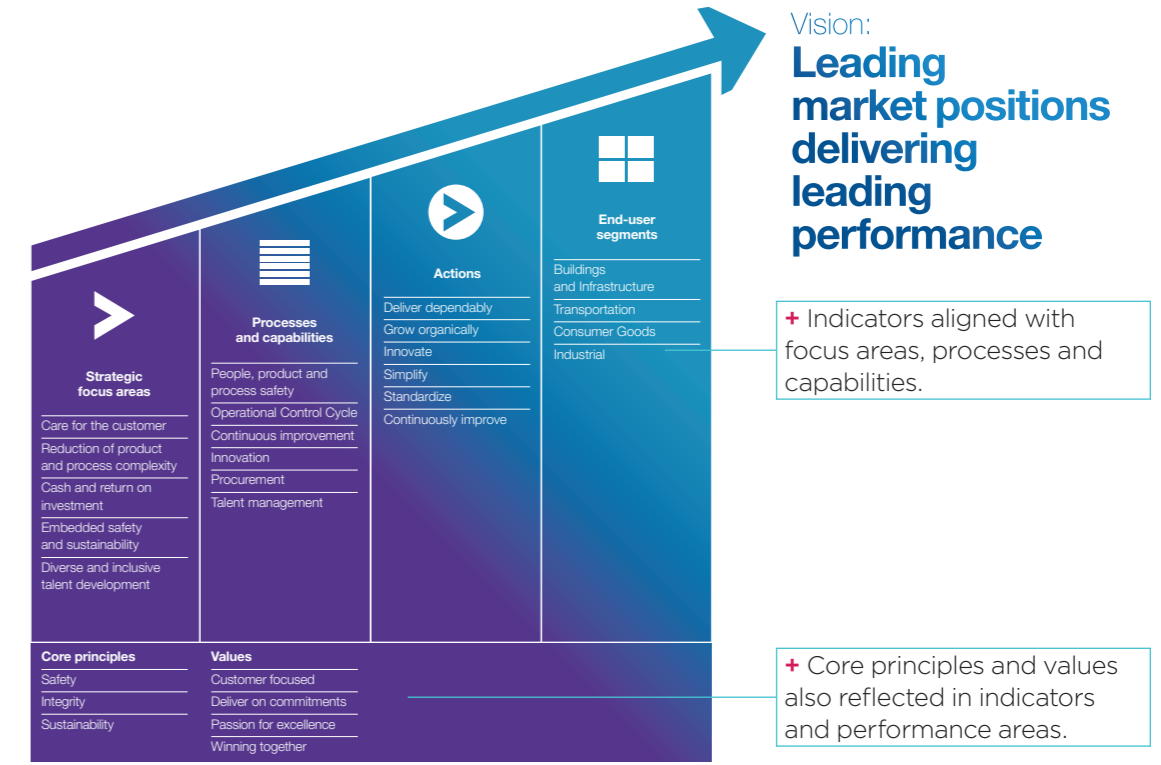 Vision:
Leading
market positions
delivering
leading
performance
Strategic
focus areas
Care for the customer
Reduction of product
and process complexity
Cash and return on
investment
Embedded safety
and sustainability
Diverse and inclusive
talent development
Processes
and capabilities
People, product and
process safety
Operational Control Cycle
Continuous improvement
Innovation
Procurement
Talent management
Actions
Deliver dependably
Grow organically
Innovate
Simplify
Standardize
Continuously improve
End-user
segments
Buildings
and Infrastructure
Transportation
Consumer Goods
Industrial
+ Indicators aligned with
focus areas, processes and
capabilities.
Core principles
Safety
Integrity
Sustainability
Values
Customer focused
Deliver on commitments
Passion for excellence
Winning together
+ Core principles and values
also reflected in indicators
and performance areas.